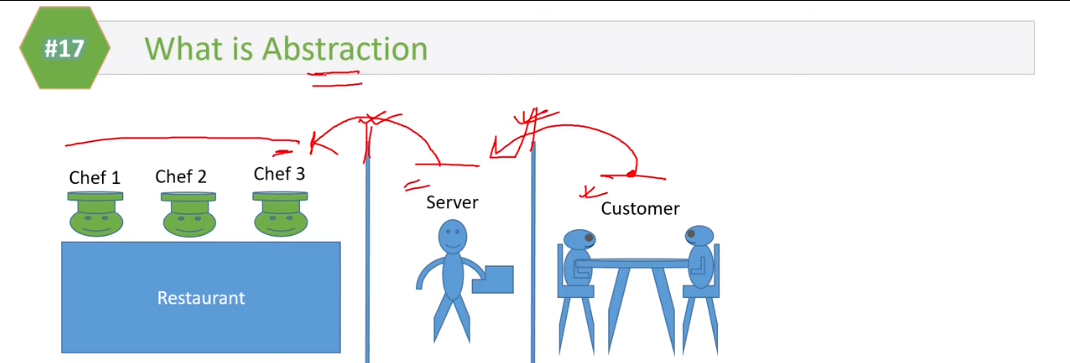 #17
What is Abstraction
Chef 1
Chef 2
Chef 3
Server
Customer
Restaurant